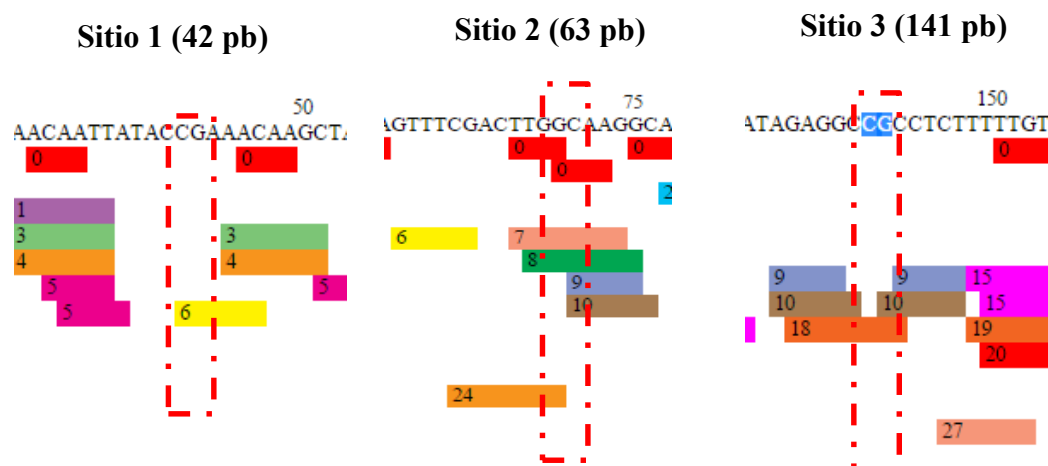 Sitio 1 (42 pb)
50
AACAATTATACCGAAACAAGCTA
0 0
1
3 3
4 4
5 5
5 6
Sitio 2 (63 pb)
75
AGTTTCGACTTGGCAAGGCA
0 0
0
2
6 7
8
9
10
24
Sitio 3 (141 pb)
150
ATAGAGGCCGCCTCTTTTTGT
0
9 9 15
10 10 15
18 19
20
27